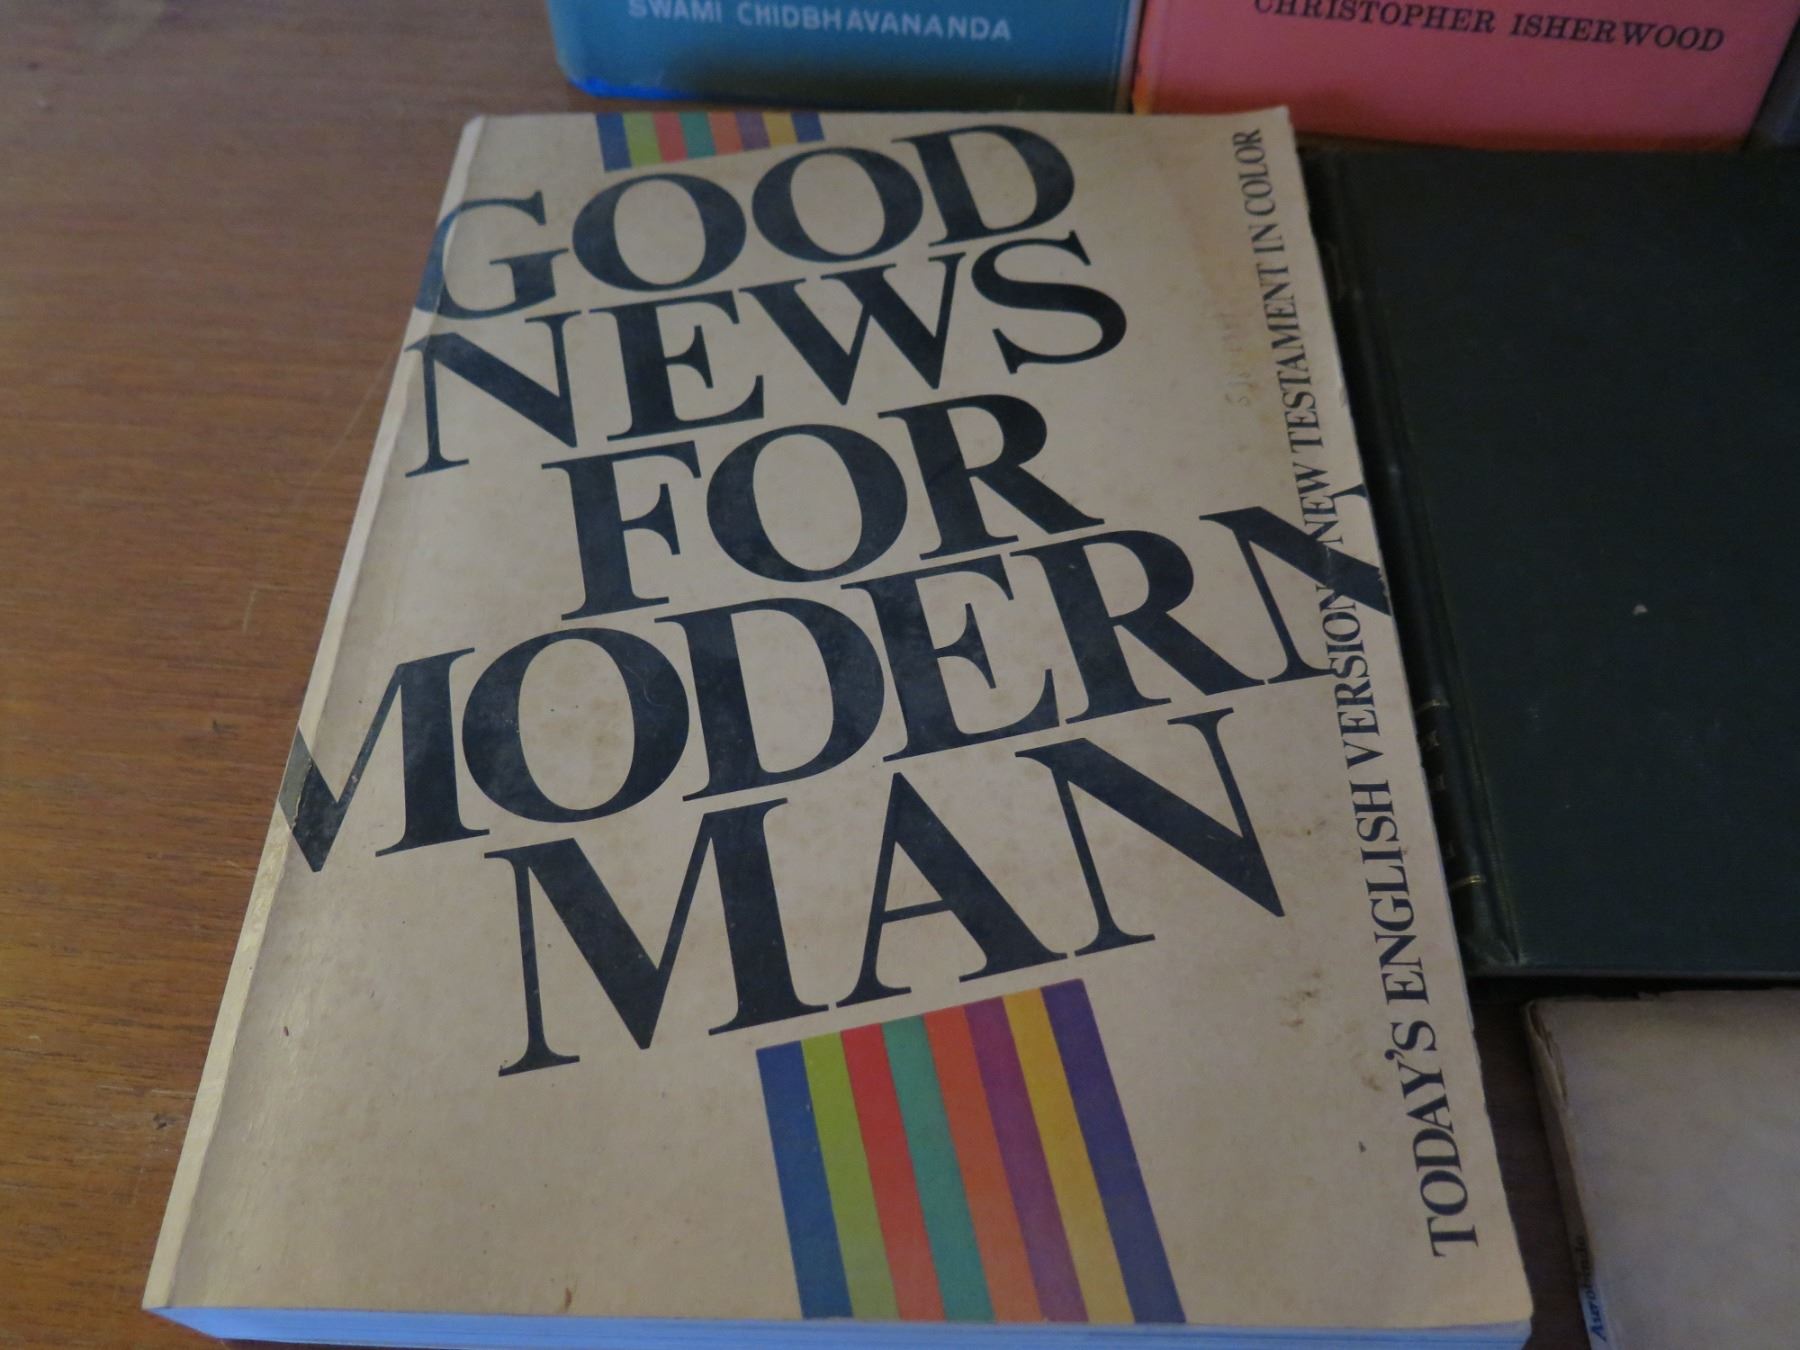 SWAMI CHIDBHAVANANDA
CHRISTOPHER ISHERWOOD
GOOD
NEWS
FOR
MODERN
MAN
TODAY'S ENGLISH VERSION NEW TESTAMENT IN COLOR